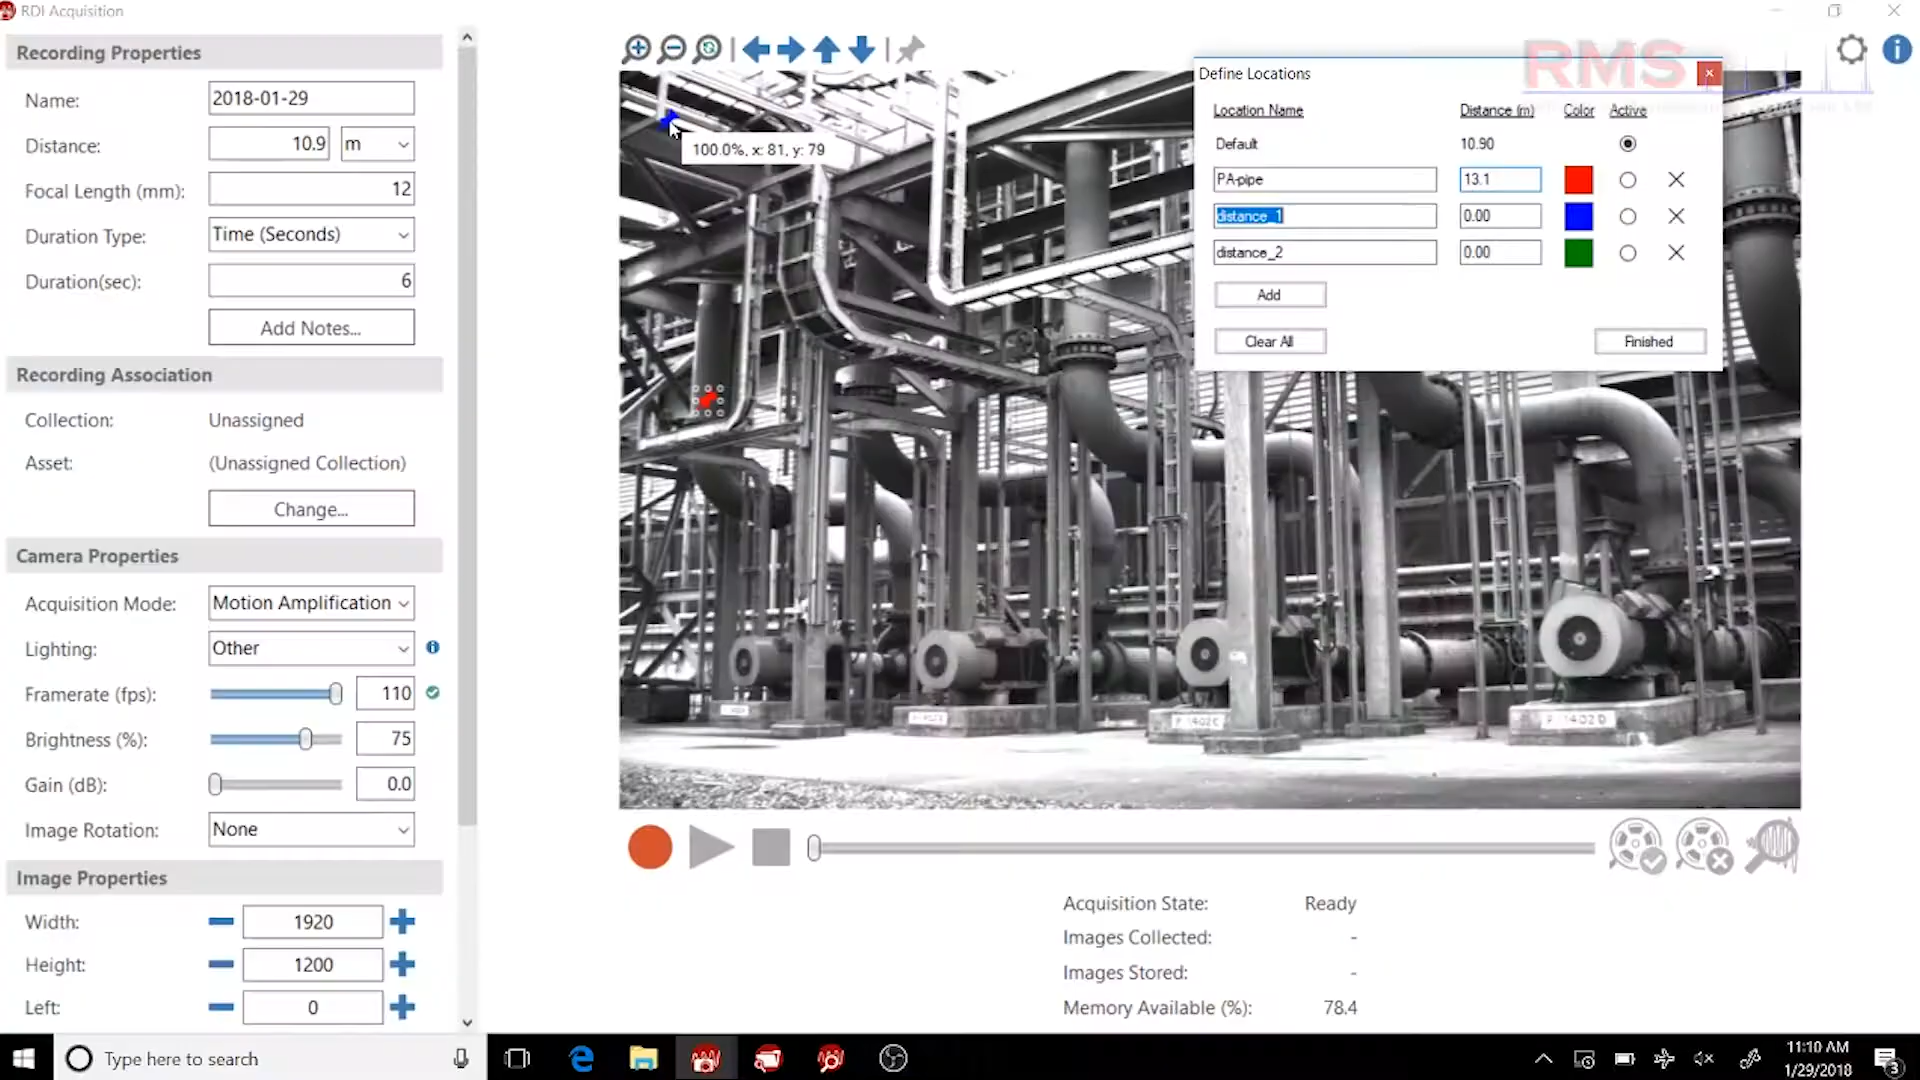 RDI Acquisition
Recording Properties
Name: 2018-01-29
Distance: 10.9 m
Focal Length (mm): 12
Duration Type: Time (Seconds)
Duration(sec): 6
Add Notes...
Recording Association
Collection: Unassigned
Asset: (Unassigned Collection)
Change...
Camera Properties
Acquisition Mode: Motion Amplification
Lighting: Other
Framerate (fps): 110
Brightness (%): 75
Gain (dB): 0.0
Image Rotation: None
Image Properties
Width: 1920
Height: 1200
Left: 0
100.0%, x: 81, y: 79
RMS
Define Locations
Location Name Distance (m) Color Active
Default 10.90
PA-pipe 13.1
distance_1 0.00
distance_2 0.00
Add
Clear All Finished
Acquisition State: Ready
Images Collected: -
Images Stored: -
Memory Available (%): 78.4
Type here to search
11:10 AM
1/29/2018
3